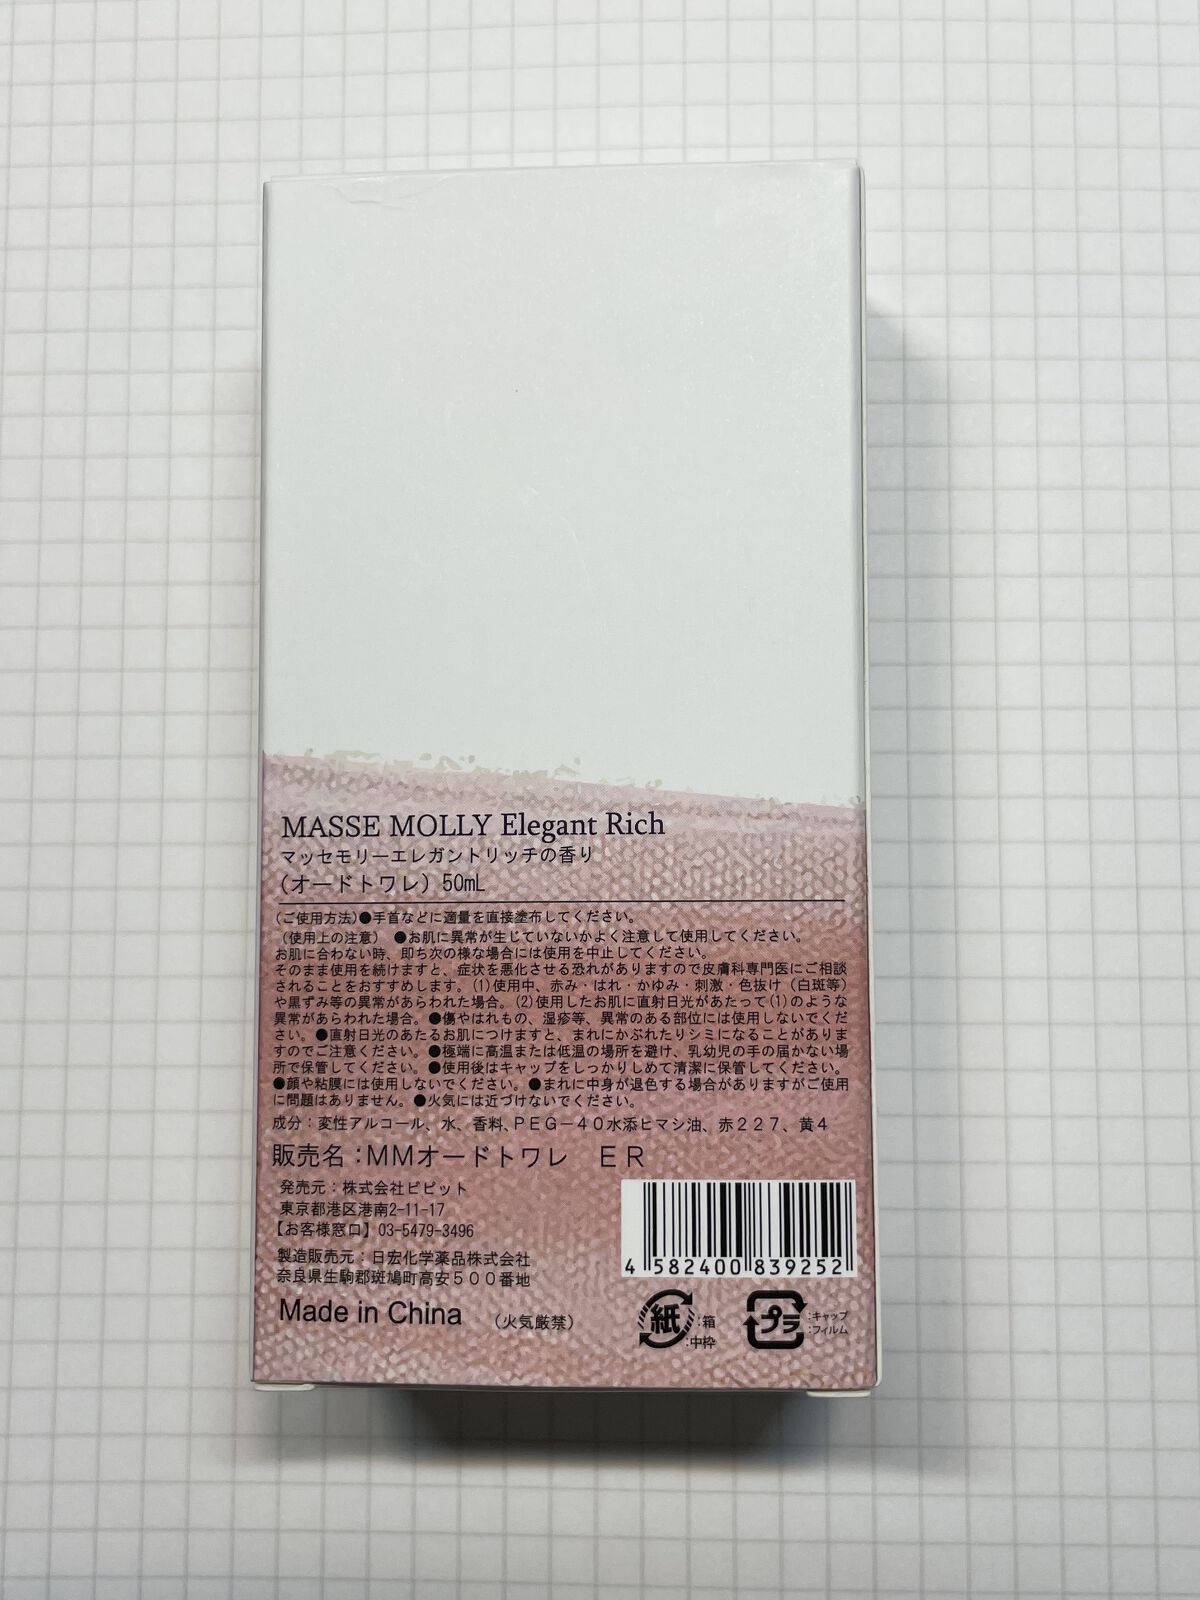 MASSE MOLLY Elegant Rich
マッセモリーエレガントリッチの香り
(オードトワレ) 50mL
(ご使用方法)●手首などに適量を直接塗布してください。
(使用上の注意) ●お肌に異常が生じていないかよく注意して使用してください。
お肌に合わない時、即ち次の様な場合には使用を中止してください。
そのまま使用を続けますと、症状を悪化させる恐れがありますので皮膚科専門医にご相談
されることをおすすめします。(1)使用中、赤み・はれ・かゆみ・刺激・色抜け(白斑等)
や黒ずみ等の異常があらわれた場合。(2)使用したお肌に直射日光があたって(1)のような
異常があらわれた場合。●傷やはれもの、湿疹等、異常のある部位には使用しないでくだ
さい。●直射日光のあたるお肌につけますと、まれにかぶれたりシミになることがありま
すのでご注意ください。●極端に高温または低温の場所を避け、乳幼児の手の届かない場
所で保管してください。●使用後はキャップをしっかりしめて清潔に保管してください。
●顔や粘膜には使用しないでください。●まれに中身が退色する場合がありますがご使用
に問題はありません。●火気には近づけないでください。
成分：変性アルコール、水、香料、PEG－40水添ヒマシ油、赤227、黄4
販売名：MMオードトワレ ER
発売元：株式会社ビビット
東京都港区港南2-11-17
【お客様窓口】03-5479-3496
製造販売元：日宏化学薬品株式会社
奈良県生駒郡斑鳩町高安500番地
Made in China (火気厳禁)
4 582400 839252
紙 :箱
:中枠
プラ :キャップ
:フィルム